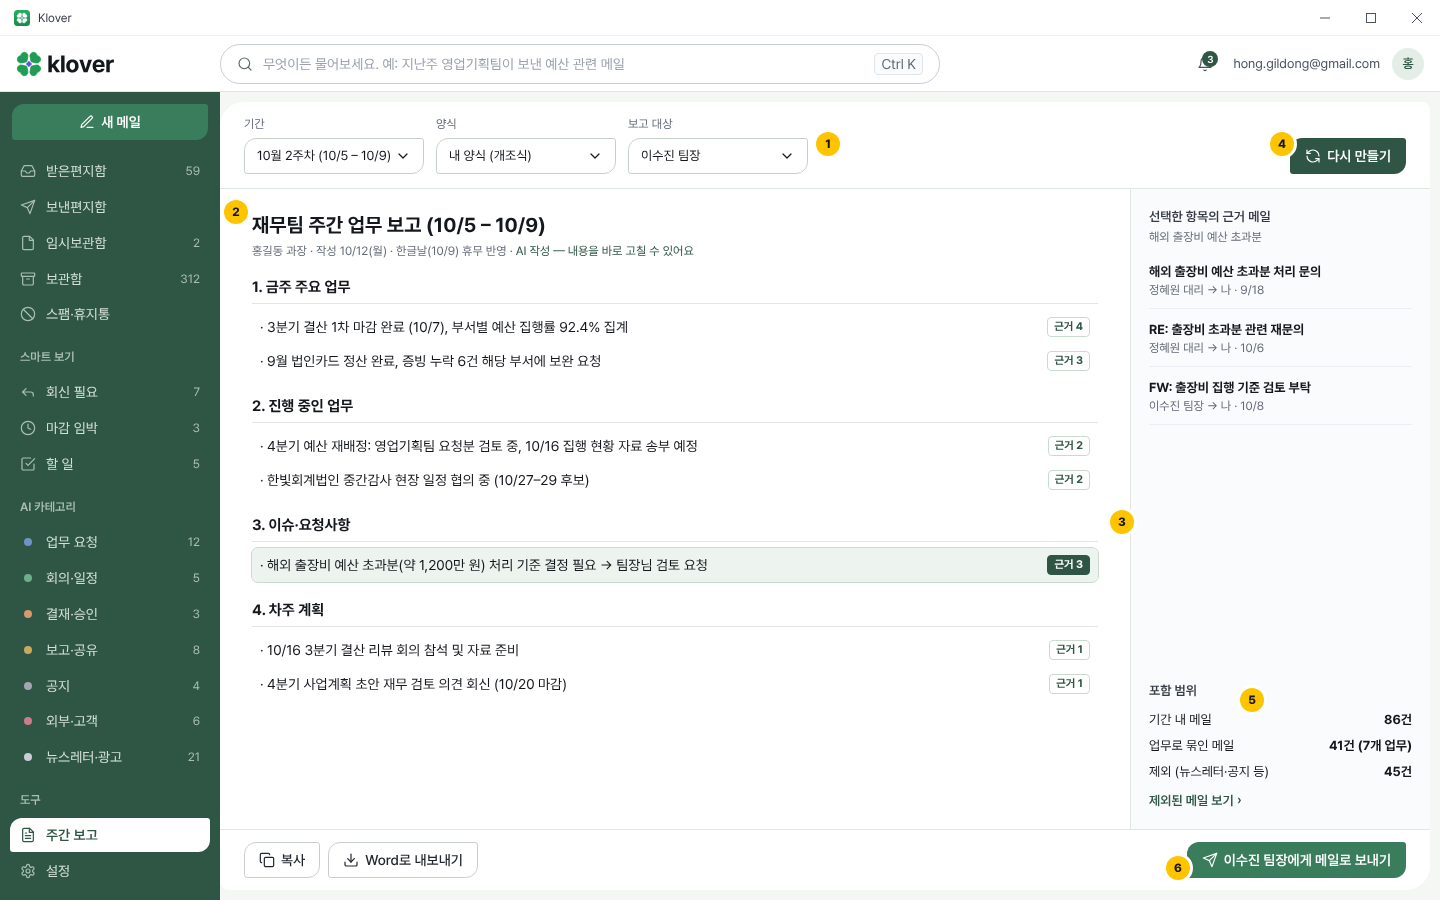 Klover
klover
무엇이든 물어보세요. 예: 지난주 영업기획팀이 보낸 예산 관련 메일
Ctrl K
3
hong.gildong@gmail.com
홍
새 메일
받은편지함 59
보낸편지함
임시보관함 2
보관함 312
스팸·휴지통
스마트 보기
회신 필요 7
마감 임박 3
할 일 5
AI 카테고리
업무 요청 12
회의·일정 5
결재·승인 3
보고·공유 8
공지 4
외부·고객 6
뉴스레터·광고 21
도구
주간 보고
설정
기간
10월 2주차 (10/5 – 10/9)
양식
내 양식 (개조식)
보고 대상
이수진 팀장
1
4
다시 만들기
2
재무팀 주간 업무 보고 (10/5 – 10/9)
홍길동 과장 · 작성 10/12(월) · 한글날(10/9) 휴무 반영 · AI 작성 — 내용을 바로 고칠 수 있어요
1. 금주 주요 업무
· 3분기 결산 1차 마감 완료 (10/7), 부서별 예산 집행률 92.4% 집계 근거 4
· 9월 법인카드 정산 완료, 증빙 누락 6건 해당 부서에 보완 요청 근거 3
2. 진행 중인 업무
· 4분기 예산 재배정: 영업기획팀 요청분 검토 중, 10/16 집행 현황 자료 송부 예정 근거 2
· 한빛회계법인 중간감사 현장 일정 협의 중 (10/27–29 후보) 근거 2
3. 이슈·요청사항
· 해외 출장비 예산 초과분(약 1,200만 원) 처리 기준 결정 필요 → 팀장님 검토 요청 근거 3
4. 차주 계획
· 10/16 3분기 결산 리뷰 회의 참석 및 자료 준비 근거 1
· 4분기 사업계획 초안 재무 검토 의견 회신 (10/20 마감) 근거 1
3
선택한 항목의 근거 메일
해외 출장비 예산 초과분
해외 출장비 예산 초과분 처리 문의
정혜원 대리 → 나 · 9/18
RE: 출장비 초과분 관련 재문의
정혜원 대리 → 나 · 10/6
FW: 출장비 집행 기준 검토 부탁
이수진 팀장 → 나 · 10/8
포함 범위
5
기간 내 메일 86건
업무로 묶인 메일 41건 (7개 업무)
제외 (뉴스레터·공지 등) 45건
제외된 메일 보기 ›
복사
Word로 내보내기
6
이수진 팀장에게 메일로 보내기